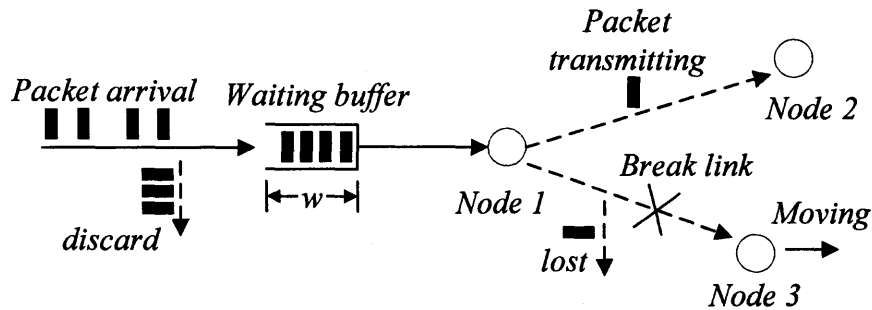 Packet
transmitting
Packet arrival
Waiting buffer
Node 2
Break link
w
Node 1
Moving
discard
lost
Node 3